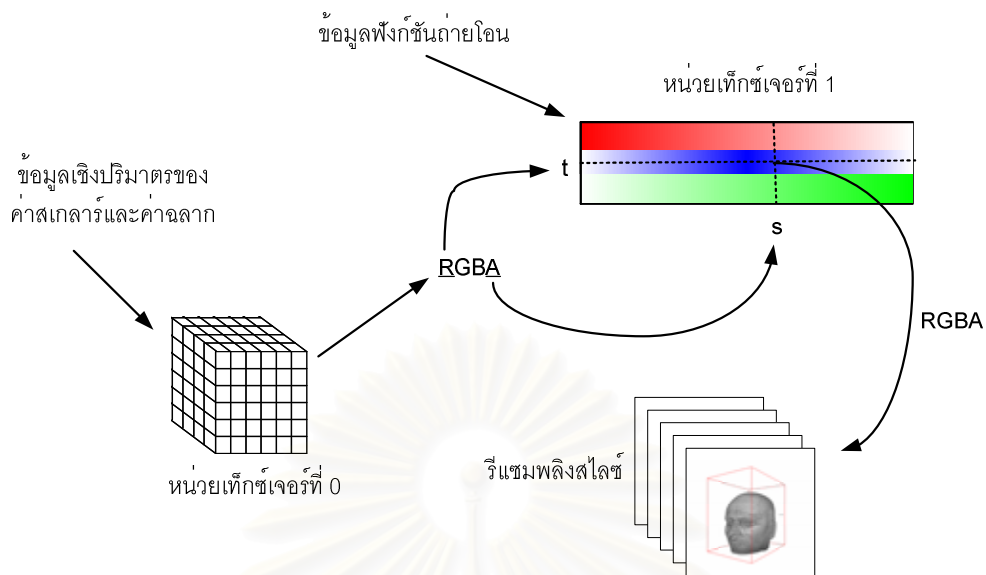 ข้อมูลฟังก์ชันถ่ายโอน
หน่วยเท็กซ์เจอร์ที่ 1
ข้อมูลเชิงปริมาตรของ
ค่าสเกลาร์และค่าฉลาก
t
s
RGBA
RGBA
หน่วยเท็กซ์เจอร์ที่ 0
รีแซมพลิงสไลซ์